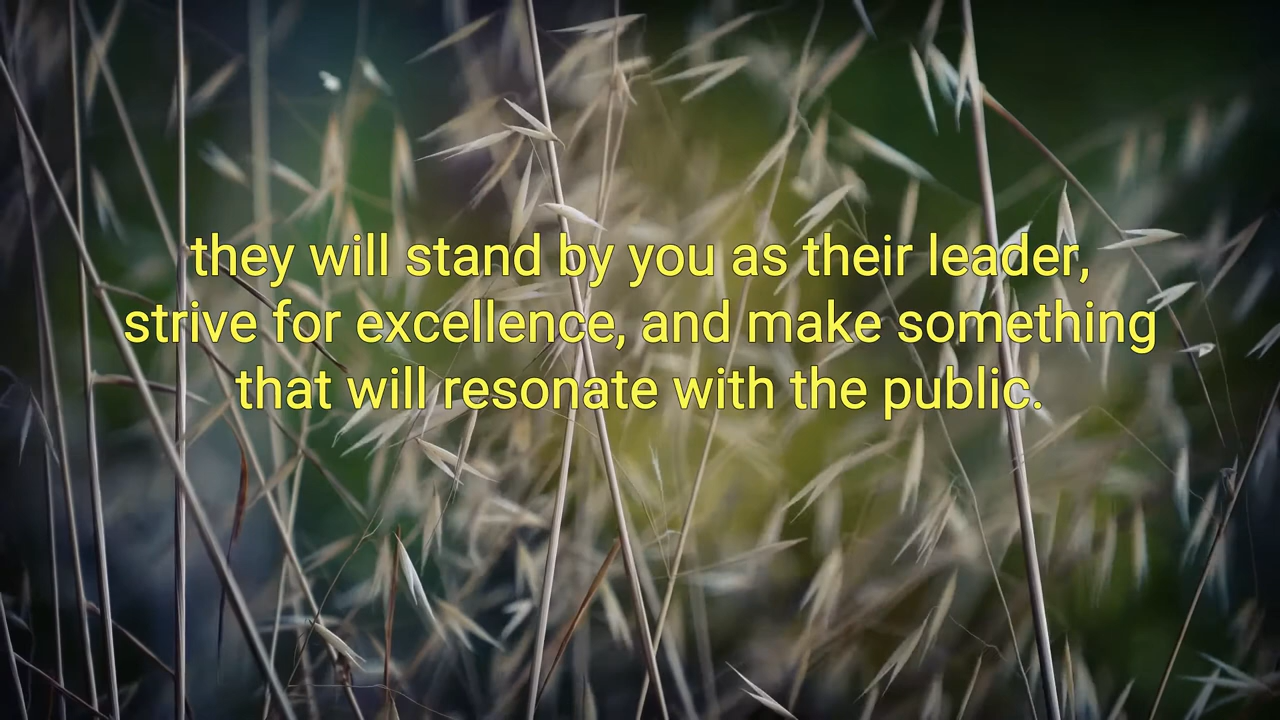 they will stand by you as their leader,
strive for excellence, and make something
that will resonate with the public.